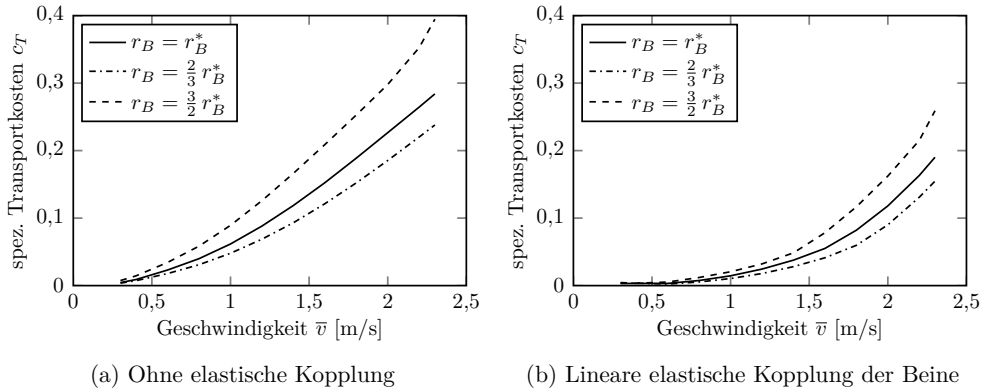 0,4
0,3
0,2
0,1
0
spez. Transportkosten c_T
r_B = r_B^*
r_B = 2/3 r_B^*
r_B = 3/2 r_B^*
0 0,5 1 1,5 2 2,5
Geschwindigkeit v̅ [m/s]
(a) Ohne elastische Kopplung
0,4
0,3
0,2
0,1
0
spez. Transportkosten c_T
r_B = r_B^*
r_B = 2/3 r_B^*
r_B = 3/2 r_B^*
0 0,5 1 1,5 2 2,5
Geschwindigkeit v̅ [m/s]
(b) Lineare elastische Kopplung der Beine